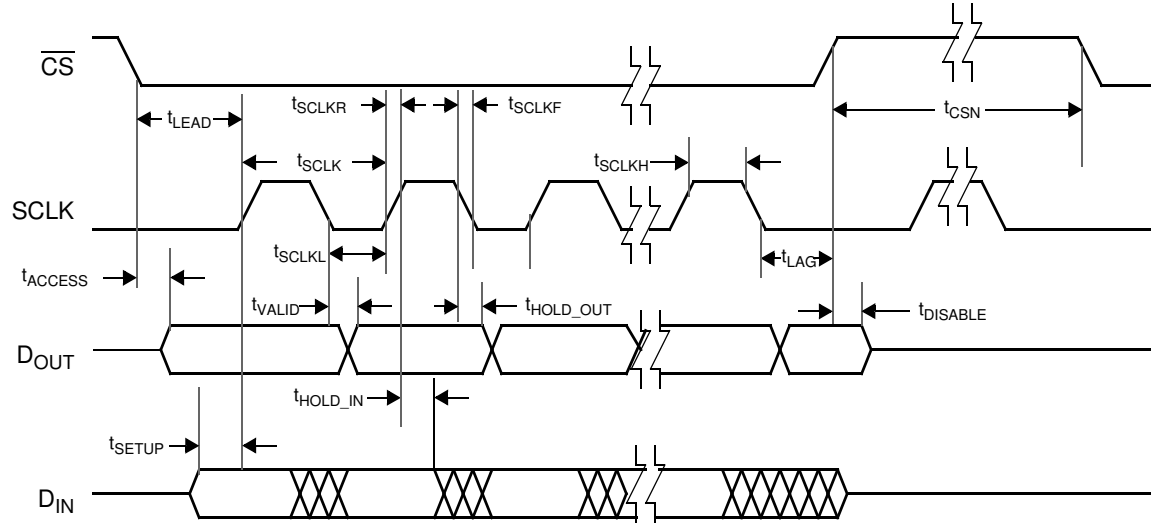 CS
tSCLKR
tSCLKF
tLEAD
tCSN
tSCLK
tSCLKH
SCLK
tSCLKL
tLAG
tACCESS
tVALID
tHOLD_OUT
tDISABLE
DOUT
tHOLD_IN
tSETUP
DIN